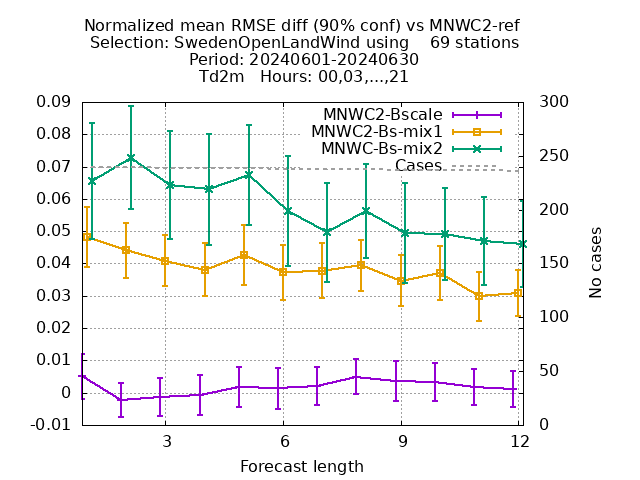 Normalized mean RMSE diff (90% conf) vs MNWC2-ref
Selection: SwedenOpenLandWind using 69 stations
Period: 20240601-20240630
Td2m Hours: 00,03,...,21
MNWC2-Bscale
MNWC2-Bs-mix1
MNWC-Bs-mix2
Cases
0.09
0.08
0.07
0.06
0.05
0.04
0.03
0.02
0.01
0
-0.01
300
250
200
150
100
50
0
No cases
3 6 9 12
Forecast length